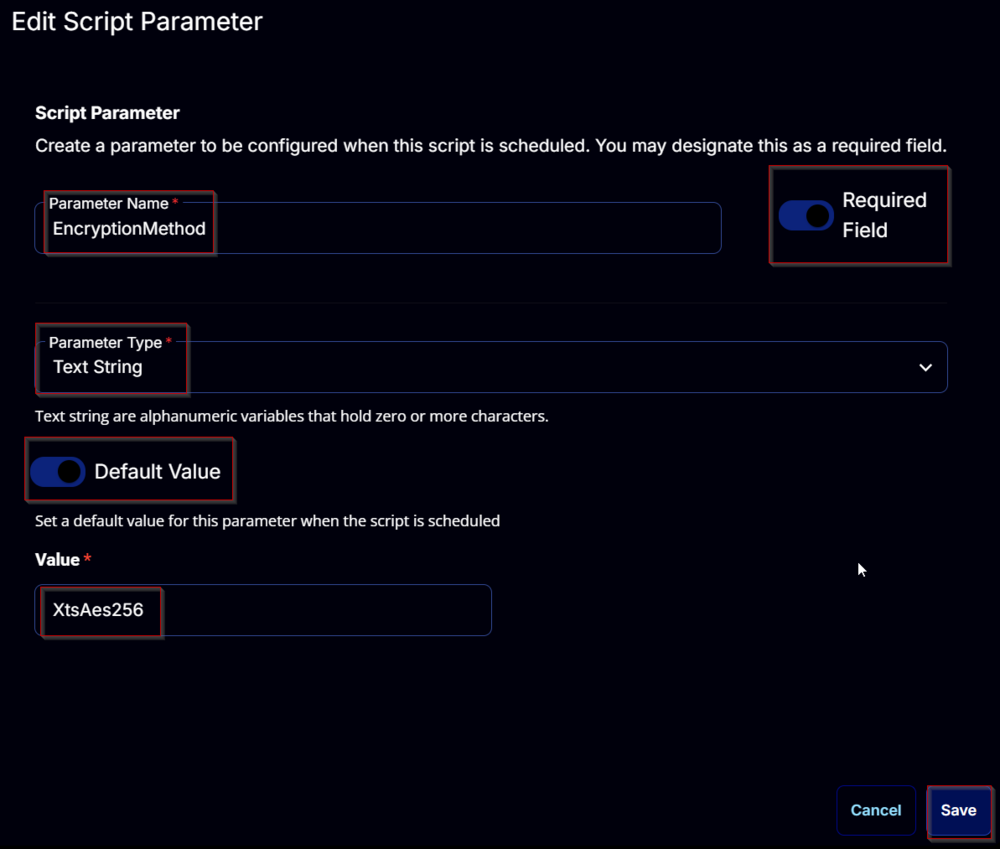 Edit Script Parameter
Script Parameter
Create a parameter to be configured when this script is scheduled. You may designate this as a required field.
Parameter Name *
EncryptionMethod
Required
Field
Parameter Type *
Text String
Text string are alphanumeric variables that hold zero or more characters.
Default Value
Set a default value for this parameter when the script is scheduled
Value *
XtsAes256
Cancel
Save